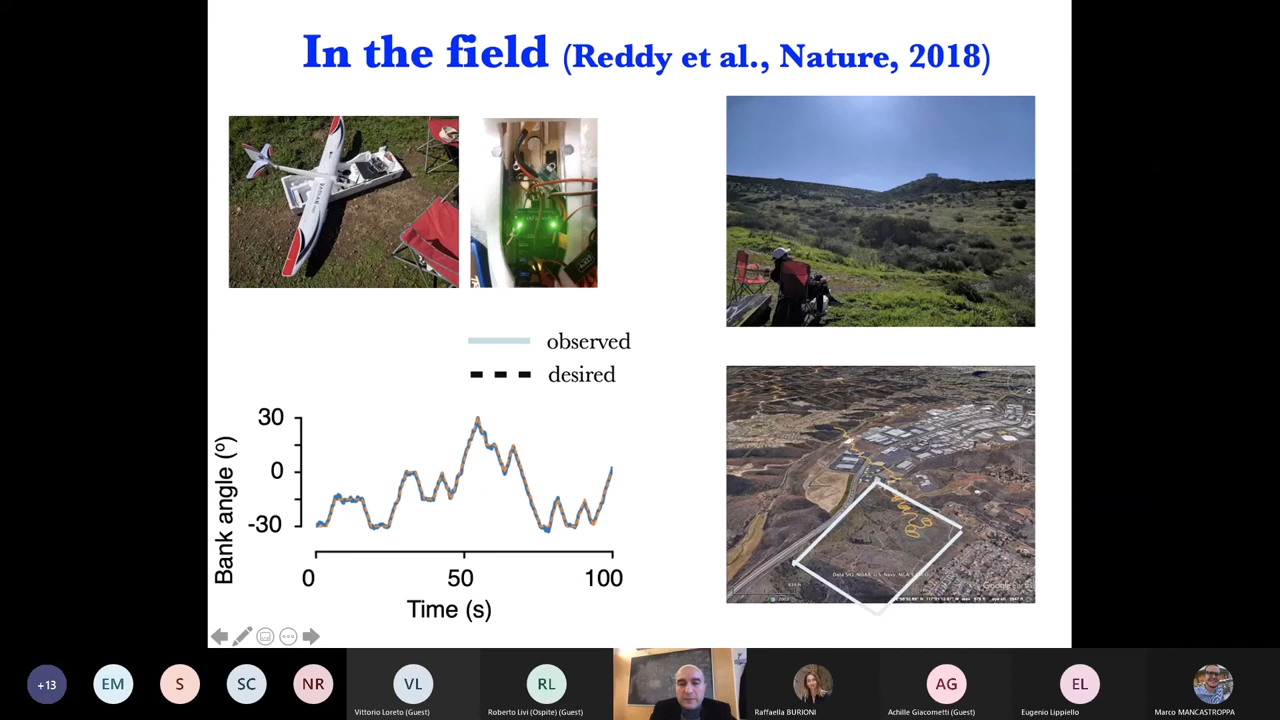 In the field (Reddy et al., Nature, 2018)
observed
desired
30
0
-30
Bank angle (º)
0
50
100
Time (s)
Google Earth
+13
EM
S
SC
NR
VL
RL
AG
EL
Vittorio Loreto (Guest)
Roberto Livi (Ospite) (Guest)
Raffaella BURIONI
Achille Giacometti (Guest)
Eugenio Lippiello
Marco MANCASTROPPA